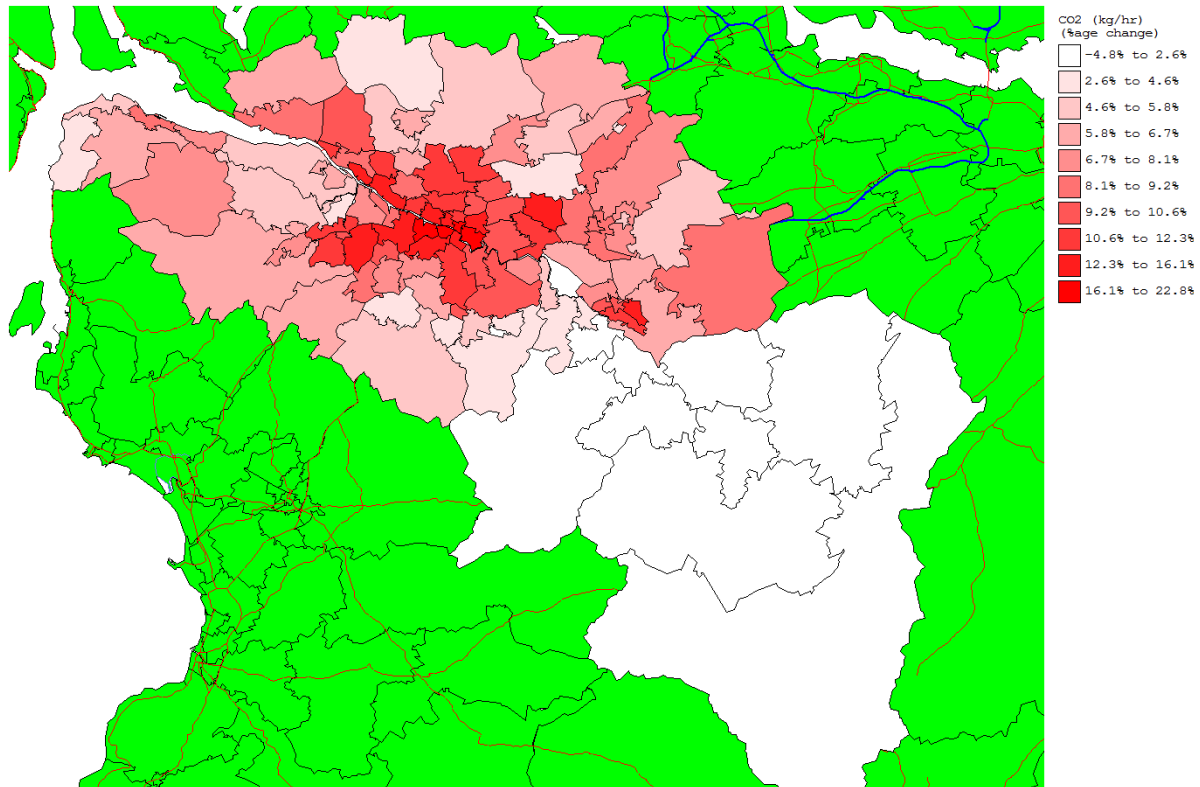 CO2 (kg/hr)
(%age change)
-4.8% to 2.6%
2.6% to 4.6%
4.6% to 5.8%
5.8% to 6.7%
6.7% to 8.1%
8.1% to 9.2%
9.2% to 10.6%
10.6% to 12.3%
12.3% to 16.1%
16.1% to 22.8%